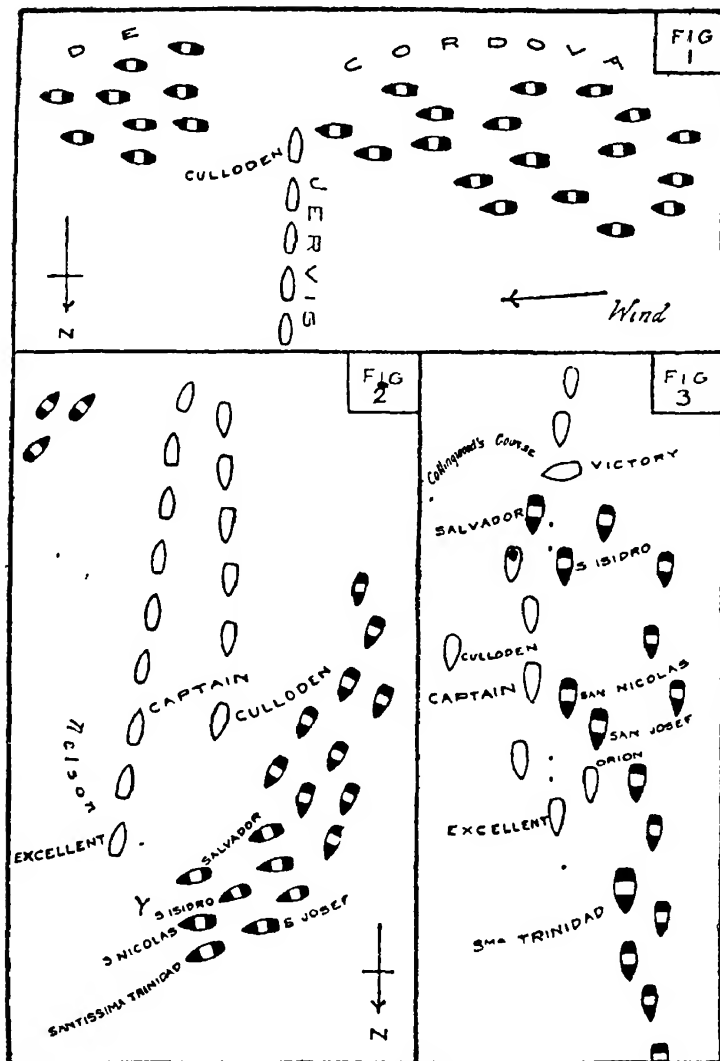 FIG
1
DE CORDOVA
CULLODEN
JERVIS
N
Wind
FIG
2
CAPTAIN
CULLODEN
Nelson
EXCELLENT
SALVADOR
S ISIDRO
S NICOLAS
S JOSEF
SANTISSIMA TRINIDAD
N
FIG
3
Collingwood's Course
VICTORY
SALVADOR
S ISIDRO
CULLODEN
CAPTAIN
SAN NICOLAS
SAN JOSEF
ORION
EXCELLENT
Sma TRINIDAD